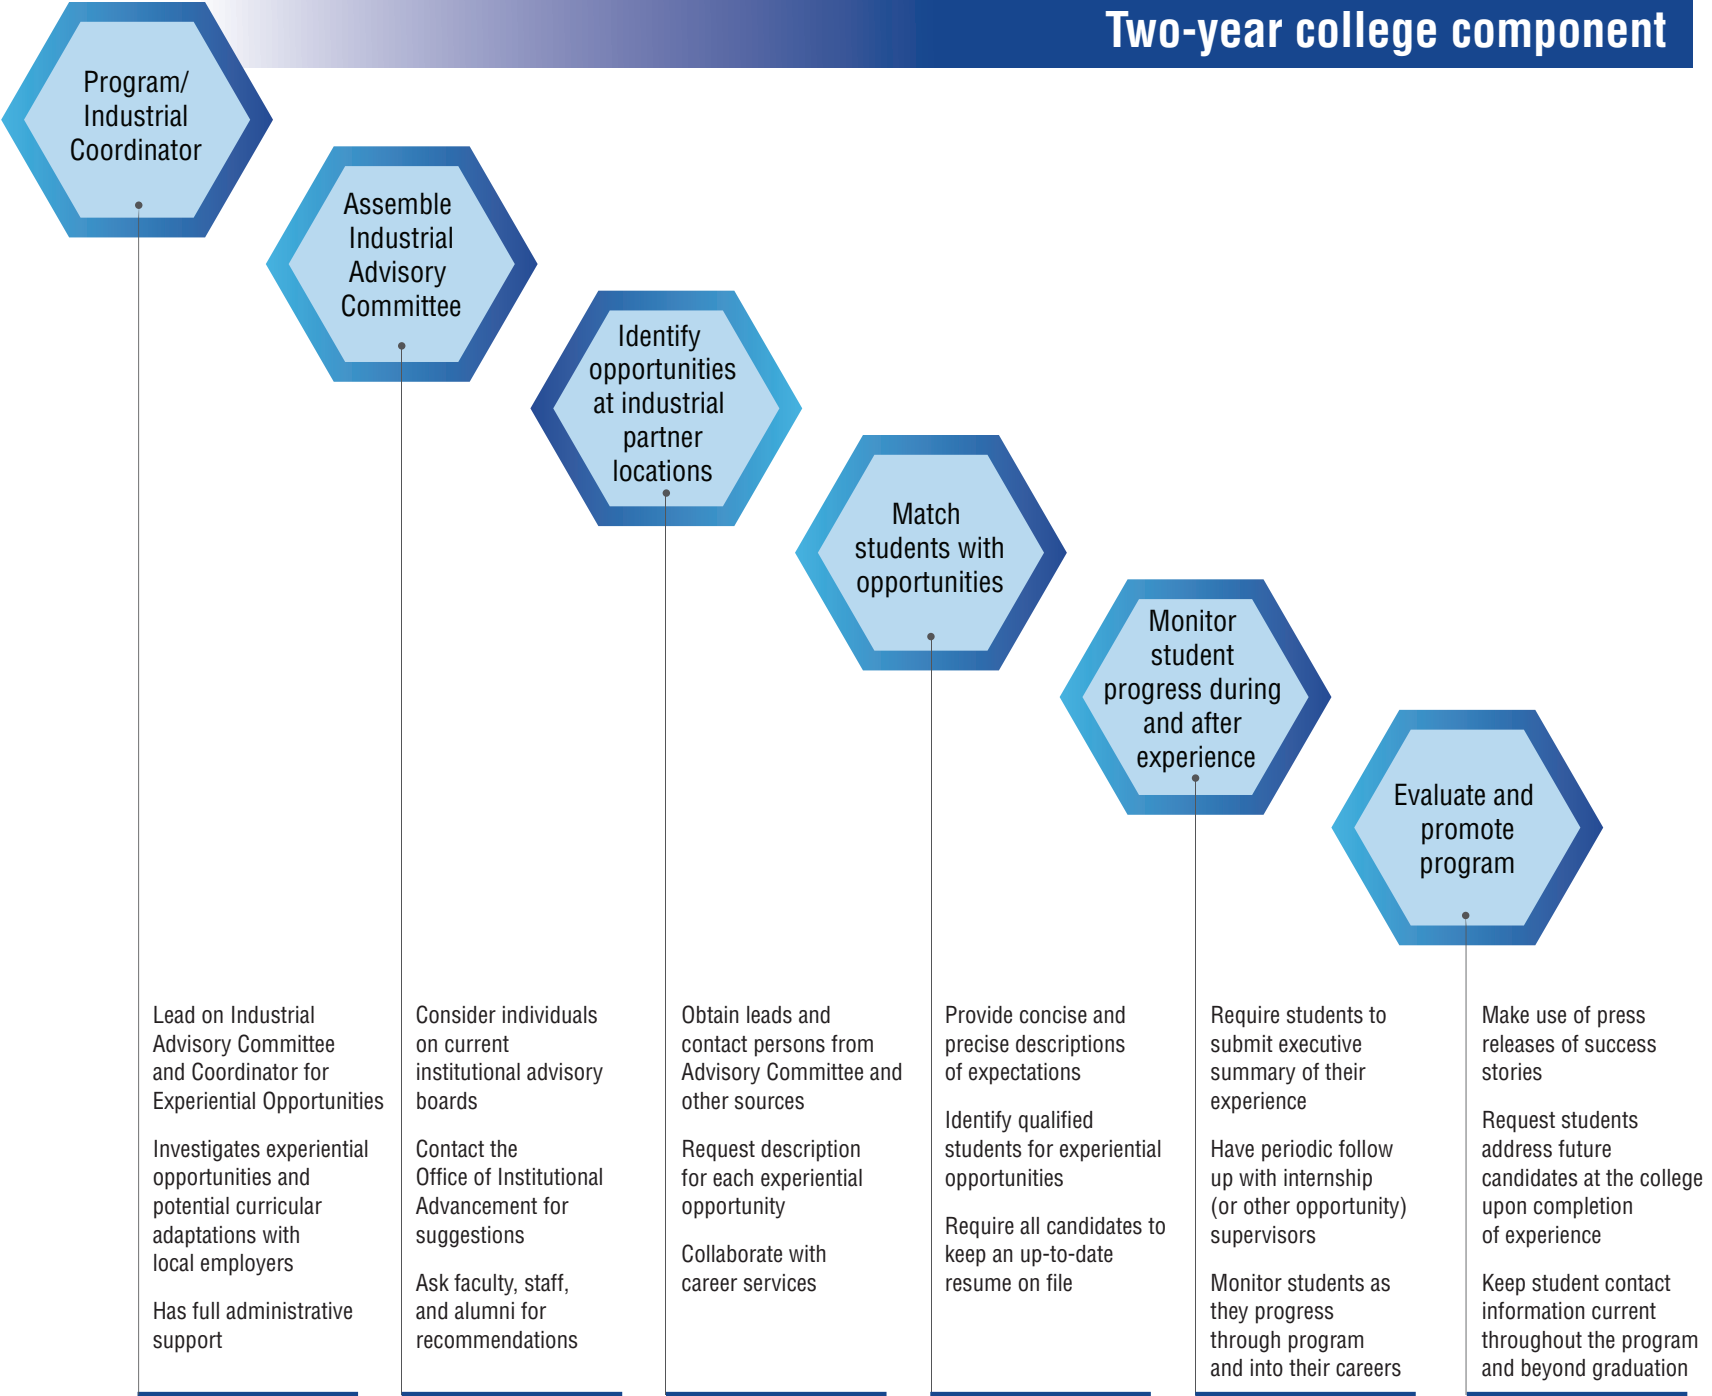 Two-year college component
Program/
Industrial
Coordinator
Assemble
Industrial
Advisory
Committee
Identify
opportunities
at industrial
partner
locations
Match
students with
opportunities
Monitor
student
progress during
and after
experience
Evaluate and
promote
program
Lead on Industrial
Advisory Committee
and Coordinator for
Experiential Opportunities
Investigates experiential
opportunities and
potential curricular
adaptations with
local employers
Has full administrative
support
Consider individuals
on current
institutional advisory
boards
Contact the
Office of Institutional
Advancement for
suggestions
Ask faculty, staff,
and alumni for
recommendations
Obtain leads and
contact persons from
Advisory Committee and
other sources
Request description
for each experiential
opportunity
Collaborate with
career services
Provide concise and
precise descriptions
of expectations
Identify qualified
students for experiential
opportunities
Require all candidates to
keep an up-to-date
resume on file
Require students to
submit executive
summary of their
experience
Have periodic follow
up with internship
(or other opportunity)
supervisors
Monitor students as
they progress
through program
and into their careers
Make use of press
releases of success
stories
Request students
address future
candidates at the college
upon completion
of experience
Keep student contact
information current
throughout the program
and beyond graduation